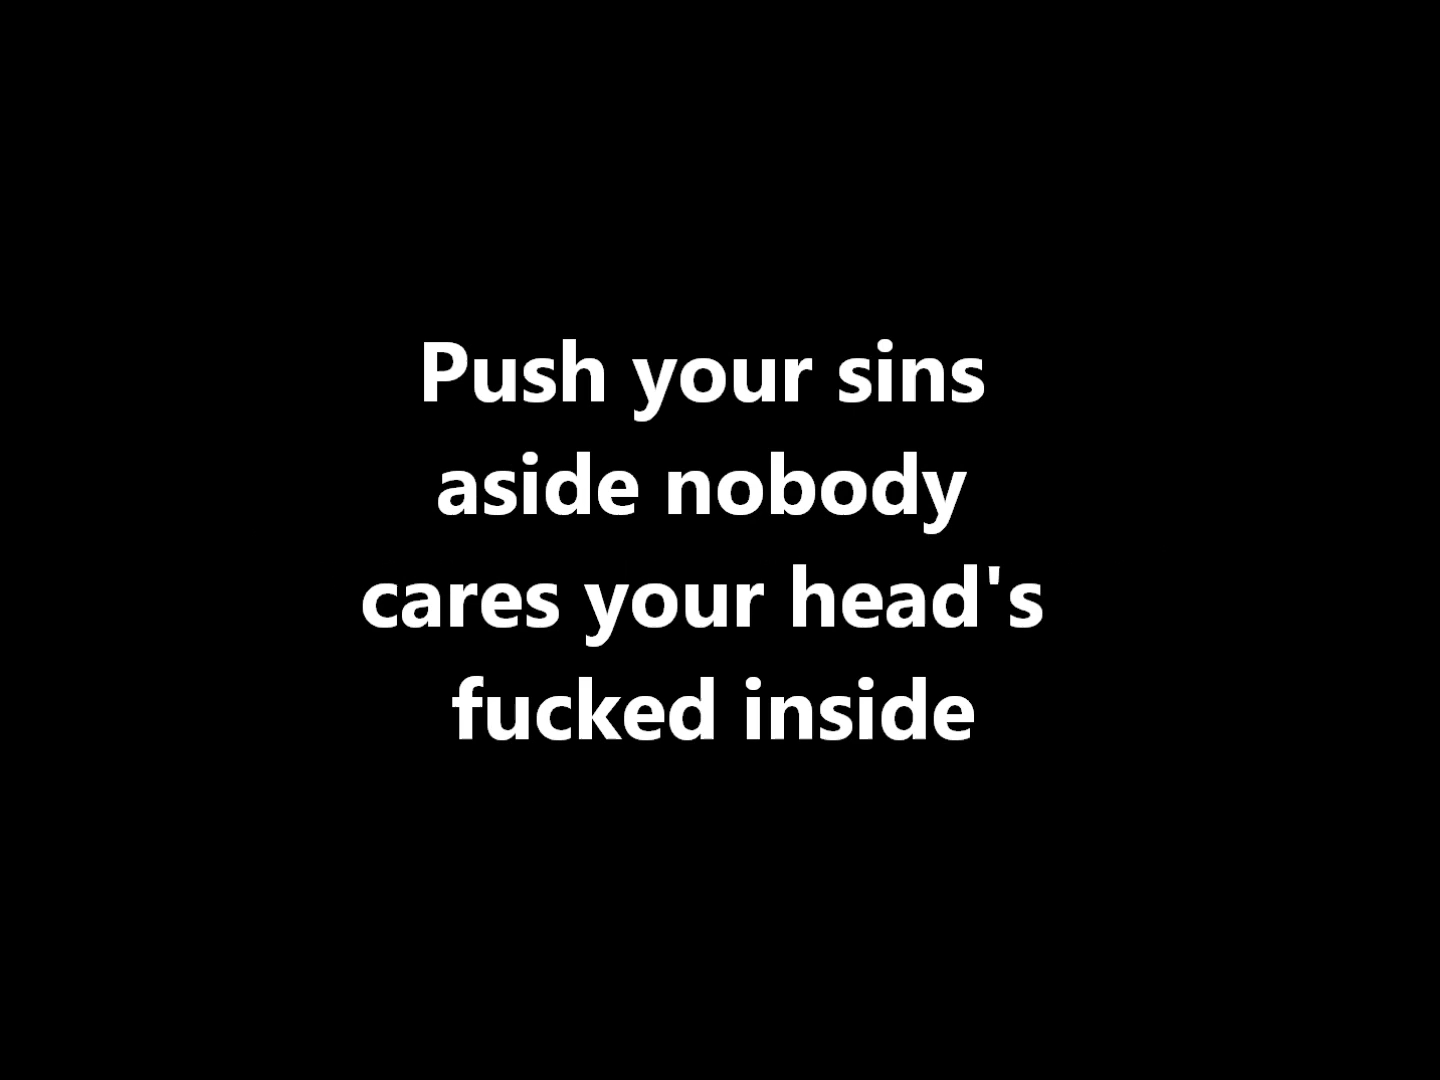 Push your sins
aside nobody
cares your head's
fucked inside